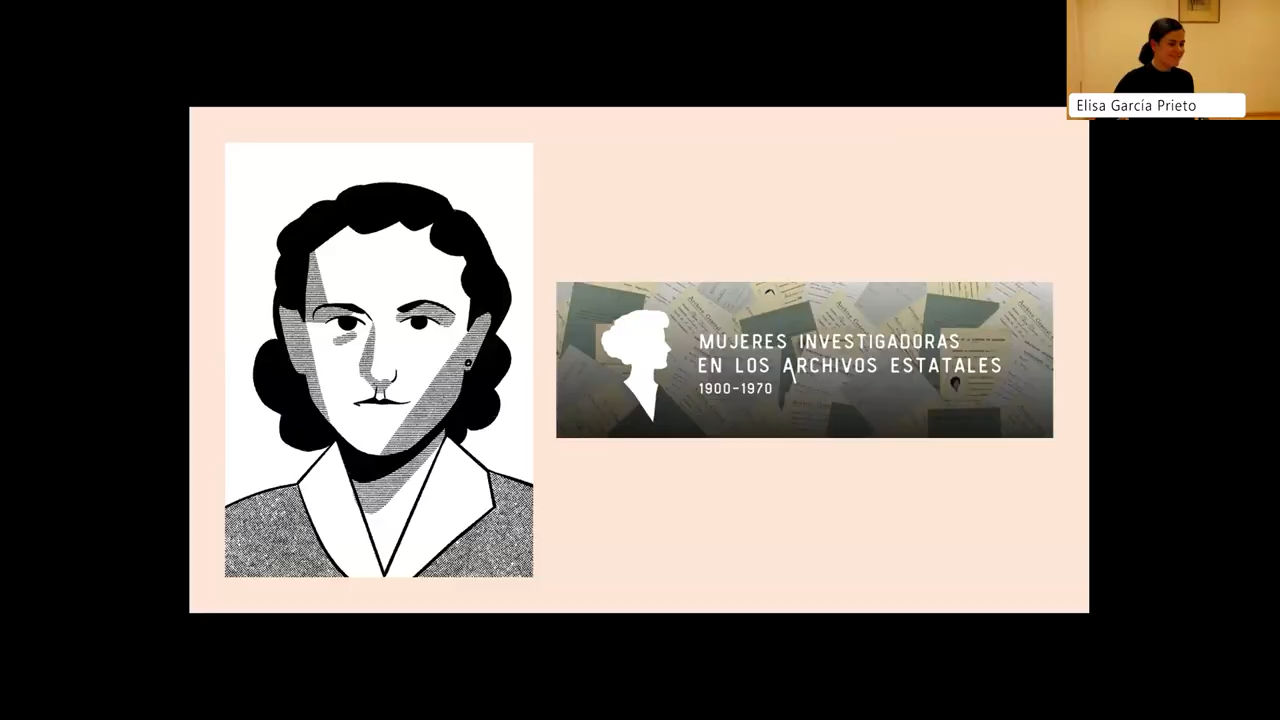 Elisa García Prieto
MUJERES INVESTIGADORAS
EN LOS ARCHIVOS ESTATALES
1900-1970